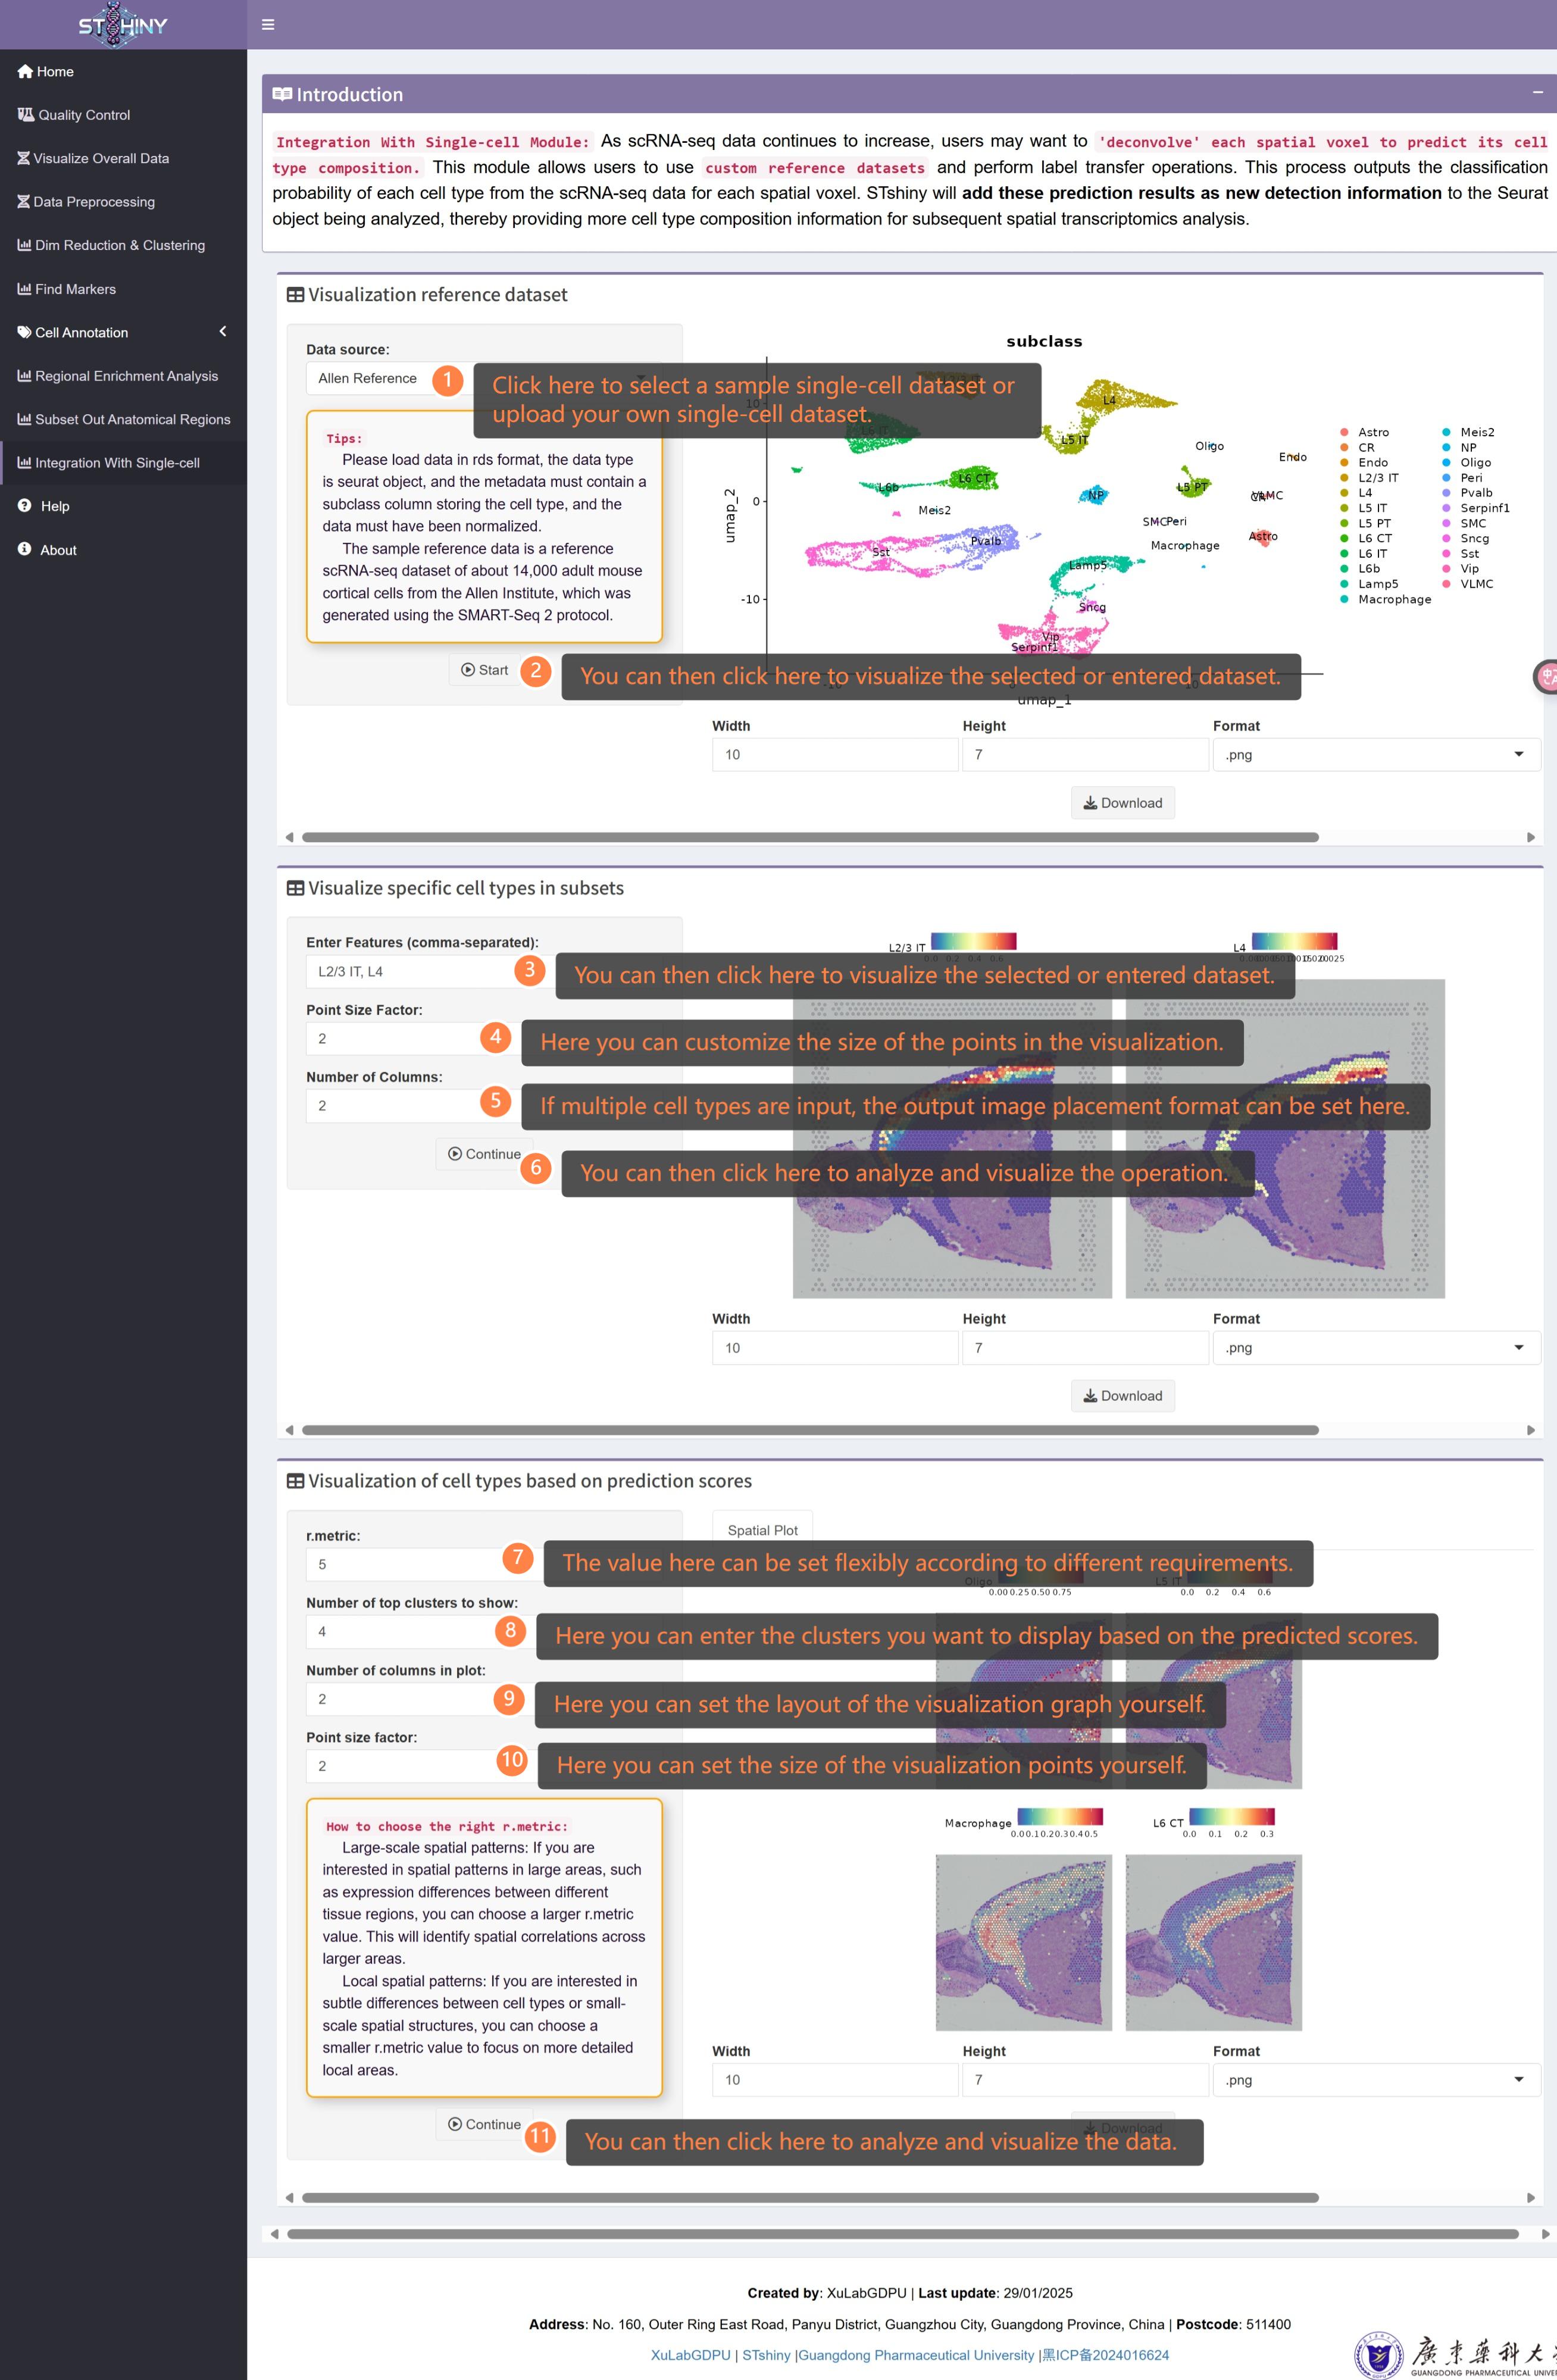 STSHINY
Home
Quality Control
Visualize Overall Data
Data Preprocessing
Dim Reduction & Clustering
Find Markers
Cell Annotation
Regional Enrichment Analysis
Subset Out Anatomical Regions
Integration With Single-cell
Help
About
Introduction
Integration With Single-cell Module: As scRNA-seq data continues to increase, users may want to 'deconvolve' each spatial voxel to predict its cell
type composition. This module allows users to use custom reference datasets and perform label transfer operations. This process outputs the classification
probability of each cell type from the scRNA-seq data for each spatial voxel. STshiny will add these prediction results as new detection information to the Seurat
object being analyzed, thereby providing more cell type composition information for subsequent spatial transcriptomics analysis.
Visualization reference dataset
Data source:
Allen Reference
1 Click here to select a sample single-cell dataset or
upload your own single-cell dataset.
Tips:
Please load data in rds format, the data type
is seurat object, and the metadata must contain a
subclass column storing the cell type, and the
data must have been normalized.
The sample reference data is a reference
scRNA-seq dataset of about 14,000 adult mouse
cortical cells from the Allen Institute, which was
generated using the SMART-Seq 2 protocol.
Start
2 You can then click here to visualize the selected or entered dataset.
subclass
umap_2
10
0
-10
L4
L5 IT
L6 IT
Oligo
Endo
L6b
L6 CT
NP
L5 PT
VLMC
Meis2
SMC
Peri
Sst
Pvalb
Macrophage
Astro
Lamp5
Sncg
Vip
Serpinf1
10
umap_1
Astro
CR
Endo
L2/3 IT
L4
L5 IT
L5 PT
L6 CT
L6 IT
L6b
Lamp5
Macrophage
Meis2
NP
Oligo
Peri
Pvalb
Serpinf1
SMC
Sncg
Sst
Vip
VLMC
Width
Height
Format
10
7
.png
Download
Visualize specific cell types in subsets
Enter Features (comma-separated):
L2/3 IT, L4
3 You can then click here to visualize the selected or entered dataset.
Point Size Factor:
2
4 Here you can customize the size of the points in the visualization.
Number of Columns:
2
5 If multiple cell types are input, the output image placement format can be set here.
Continue
6 You can then click here to analyze and visualize the operation.
L2/3 IT
0.0 0.2 0.4 0.6
L4
Width
Height
Format
10
7
.png
Download
Visualization of cell types based on prediction scores
r.metric:
5
7 The value here can be set flexibly according to different requirements.
Number of top clusters to show:
4
8 Here you can enter the clusters you want to display based on the predicted scores.
Number of columns in plot:
2
9 Here you can set the layout of the visualization graph yourself.
Point size factor:
2
10 Here you can set the size of the visualization points yourself.
How to choose the right r.metric:
Large-scale spatial patterns: If you are
interested in spatial patterns in large areas, such
as expression differences between different
tissue regions, you can choose a larger r.metric
value. This will identify spatial correlations across
larger areas.
Local spatial patterns: If you are interested in
subtle differences between cell types or small-
scale spatial structures, you can choose a
smaller r.metric value to focus on more detailed
local areas.
Continue
11 You can then click here to analyze and visualize the data.
Spatial Plot
Oligo
0.00 0.25 0.50 0.75
L5 IT
0.0 0.2 0.4 0.6
Macrophage
0.00.10.20.30.40.5
L6 CT
0.0 0.1 0.2 0.3
Width
Height
Format
10
7
.png
Download
Created by: XuLabGDPU | Last update: 29/01/2025
Address: No. 160, Outer Ring East Road, Panyu District, Guangzhou City, Guangdong Province, China | Postcode: 511400
XuLabGDPU | STshiny |Guangdong Pharmaceutical University |黑ICP备2024016624
廣東藥科大
GUANGDONG PHARMACEUTICAL